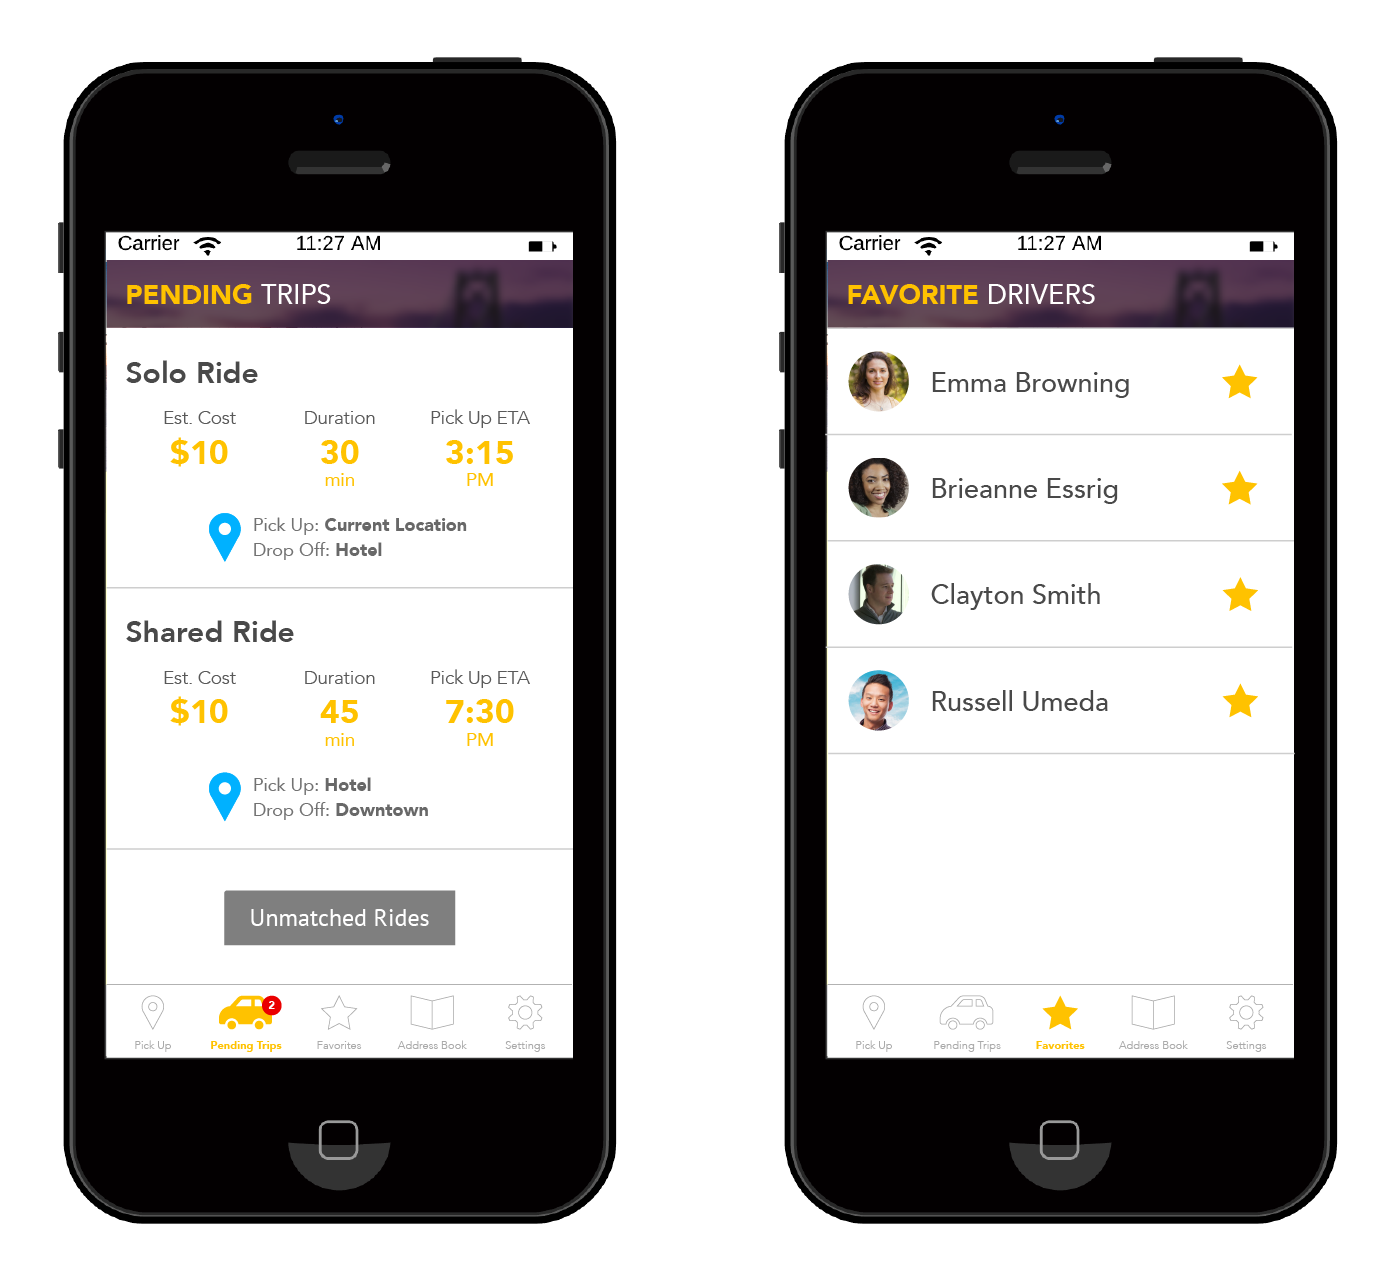 Carrier 11:27 AM
PENDING TRIPS
Solo Ride
Est. Cost Duration Pick Up ETA
$10 30 3:15
min PM
Pick Up: Current Location
Drop Off: Hotel
Shared Ride
Est. Cost Duration Pick Up ETA
$10 45 7:30
min PM
Pick Up: Hotel
Drop Off: Downtown
Unmatched Rides
2
Pick Up Pending Trips Favorites Address Book Settings
Carrier 11:27 AM
FAVORITE DRIVERS
Emma Browning
Brieanne Essrig
Clayton Smith
Russell Umeda
Pick Up Pending Trips Favorites Address Book Settings